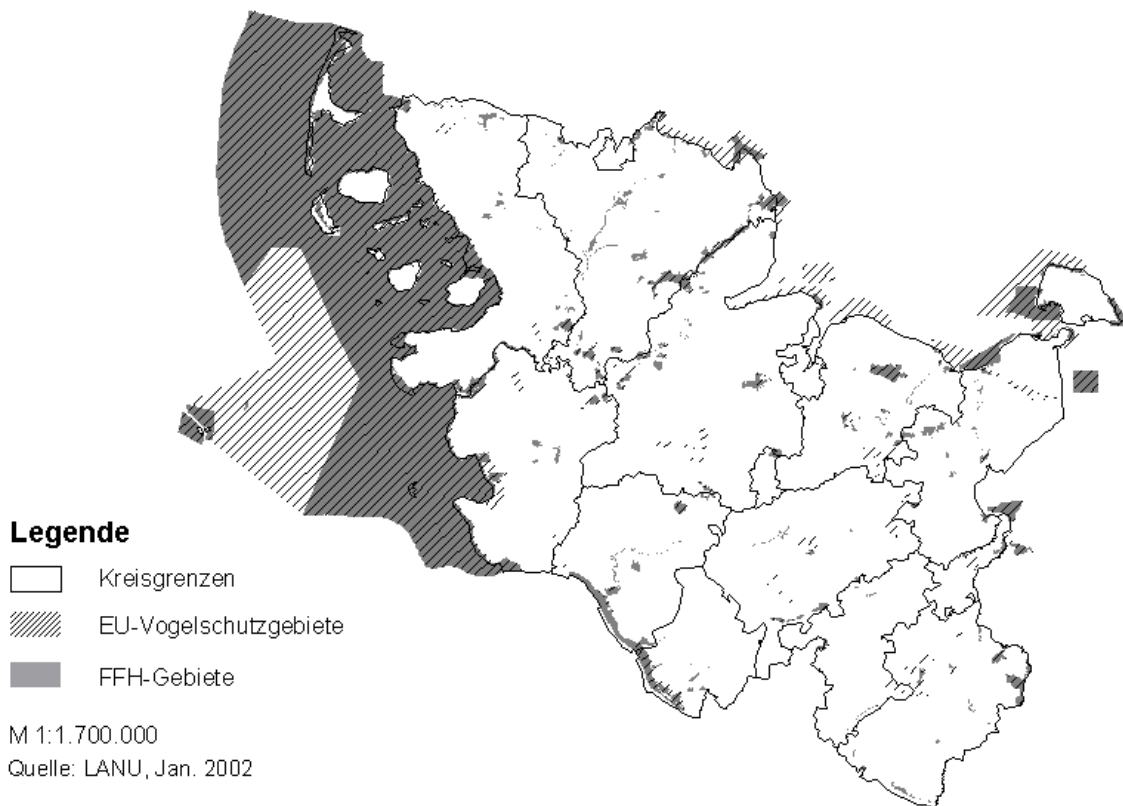 Legende
Kreisgrenzen
EU-Vogelschutzgebiete
FFH-Gebiete
M 1:1.700.000
Quelle: LANU, Jan. 2002